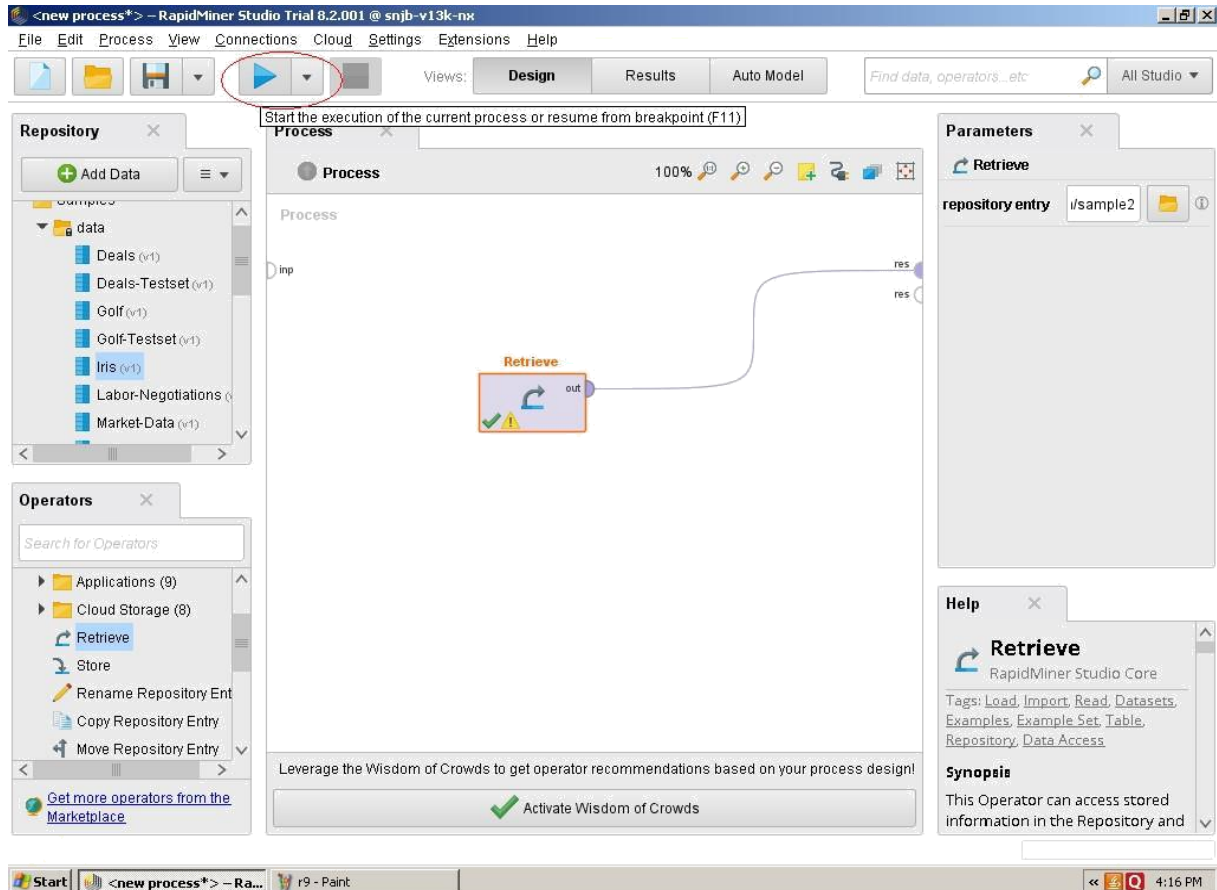 <new process*> – RapidMiner Studio Trial 8.2.001 @ snjb-v13k-nx
File Edit Process View Connections Cloud Settings Extensions Help
Views: Design Results Auto Model Find data, operators...etc All Studio
Start the execution of the current process or resume from breakpoint (F11)
Repository
Add Data
data
Deals (v1)
Deals-Testset (v1)
Golf (v1)
Golf-Testset (v1)
Iris (v1)
Labor-Negotiations
Market-Data (v1)
Operators
Search for Operators
Applications (9)
Cloud Storage (8)
Retrieve
Store
Rename Repository Ent
Copy Repository Entry
Move Repository Entry
Get more operators from the
Marketplace
Process
Process
100%
Process
inp
res
res
Retrieve
out
Leverage the Wisdom of Crowds to get operator recommendations based on your process design!
Activate Wisdom of Crowds
Parameters
Retrieve
repository entry /sample2
Help
Retrieve
RapidMiner Studio Core
Tags: Load, Import, Read, Datasets,
Examples, Example Set, Table,
Repository, Data Access
Synopsis
This Operator can access stored
information in the Repository and
Start <new process*> – Ra... r9 - Paint « 4:16 PM